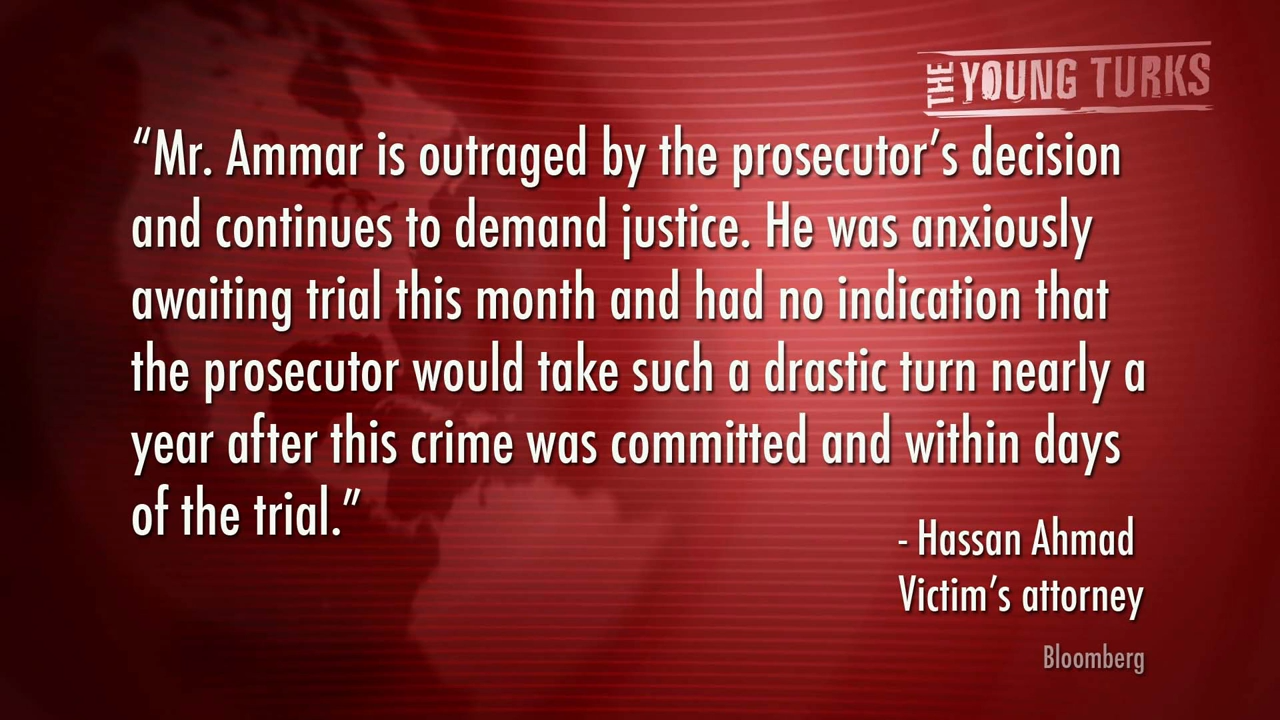 THE YOUNG TURKS
“Mr. Ammar is outraged by the prosecutor’s decision
and continues to demand justice. He was anxiously
awaiting trial this month and had no indication that
the prosecutor would take such a drastic turn nearly a
year after this crime was committed and within days
of the trial.”
- Hassan Ahmad
Victim’s attorney
Bloomberg